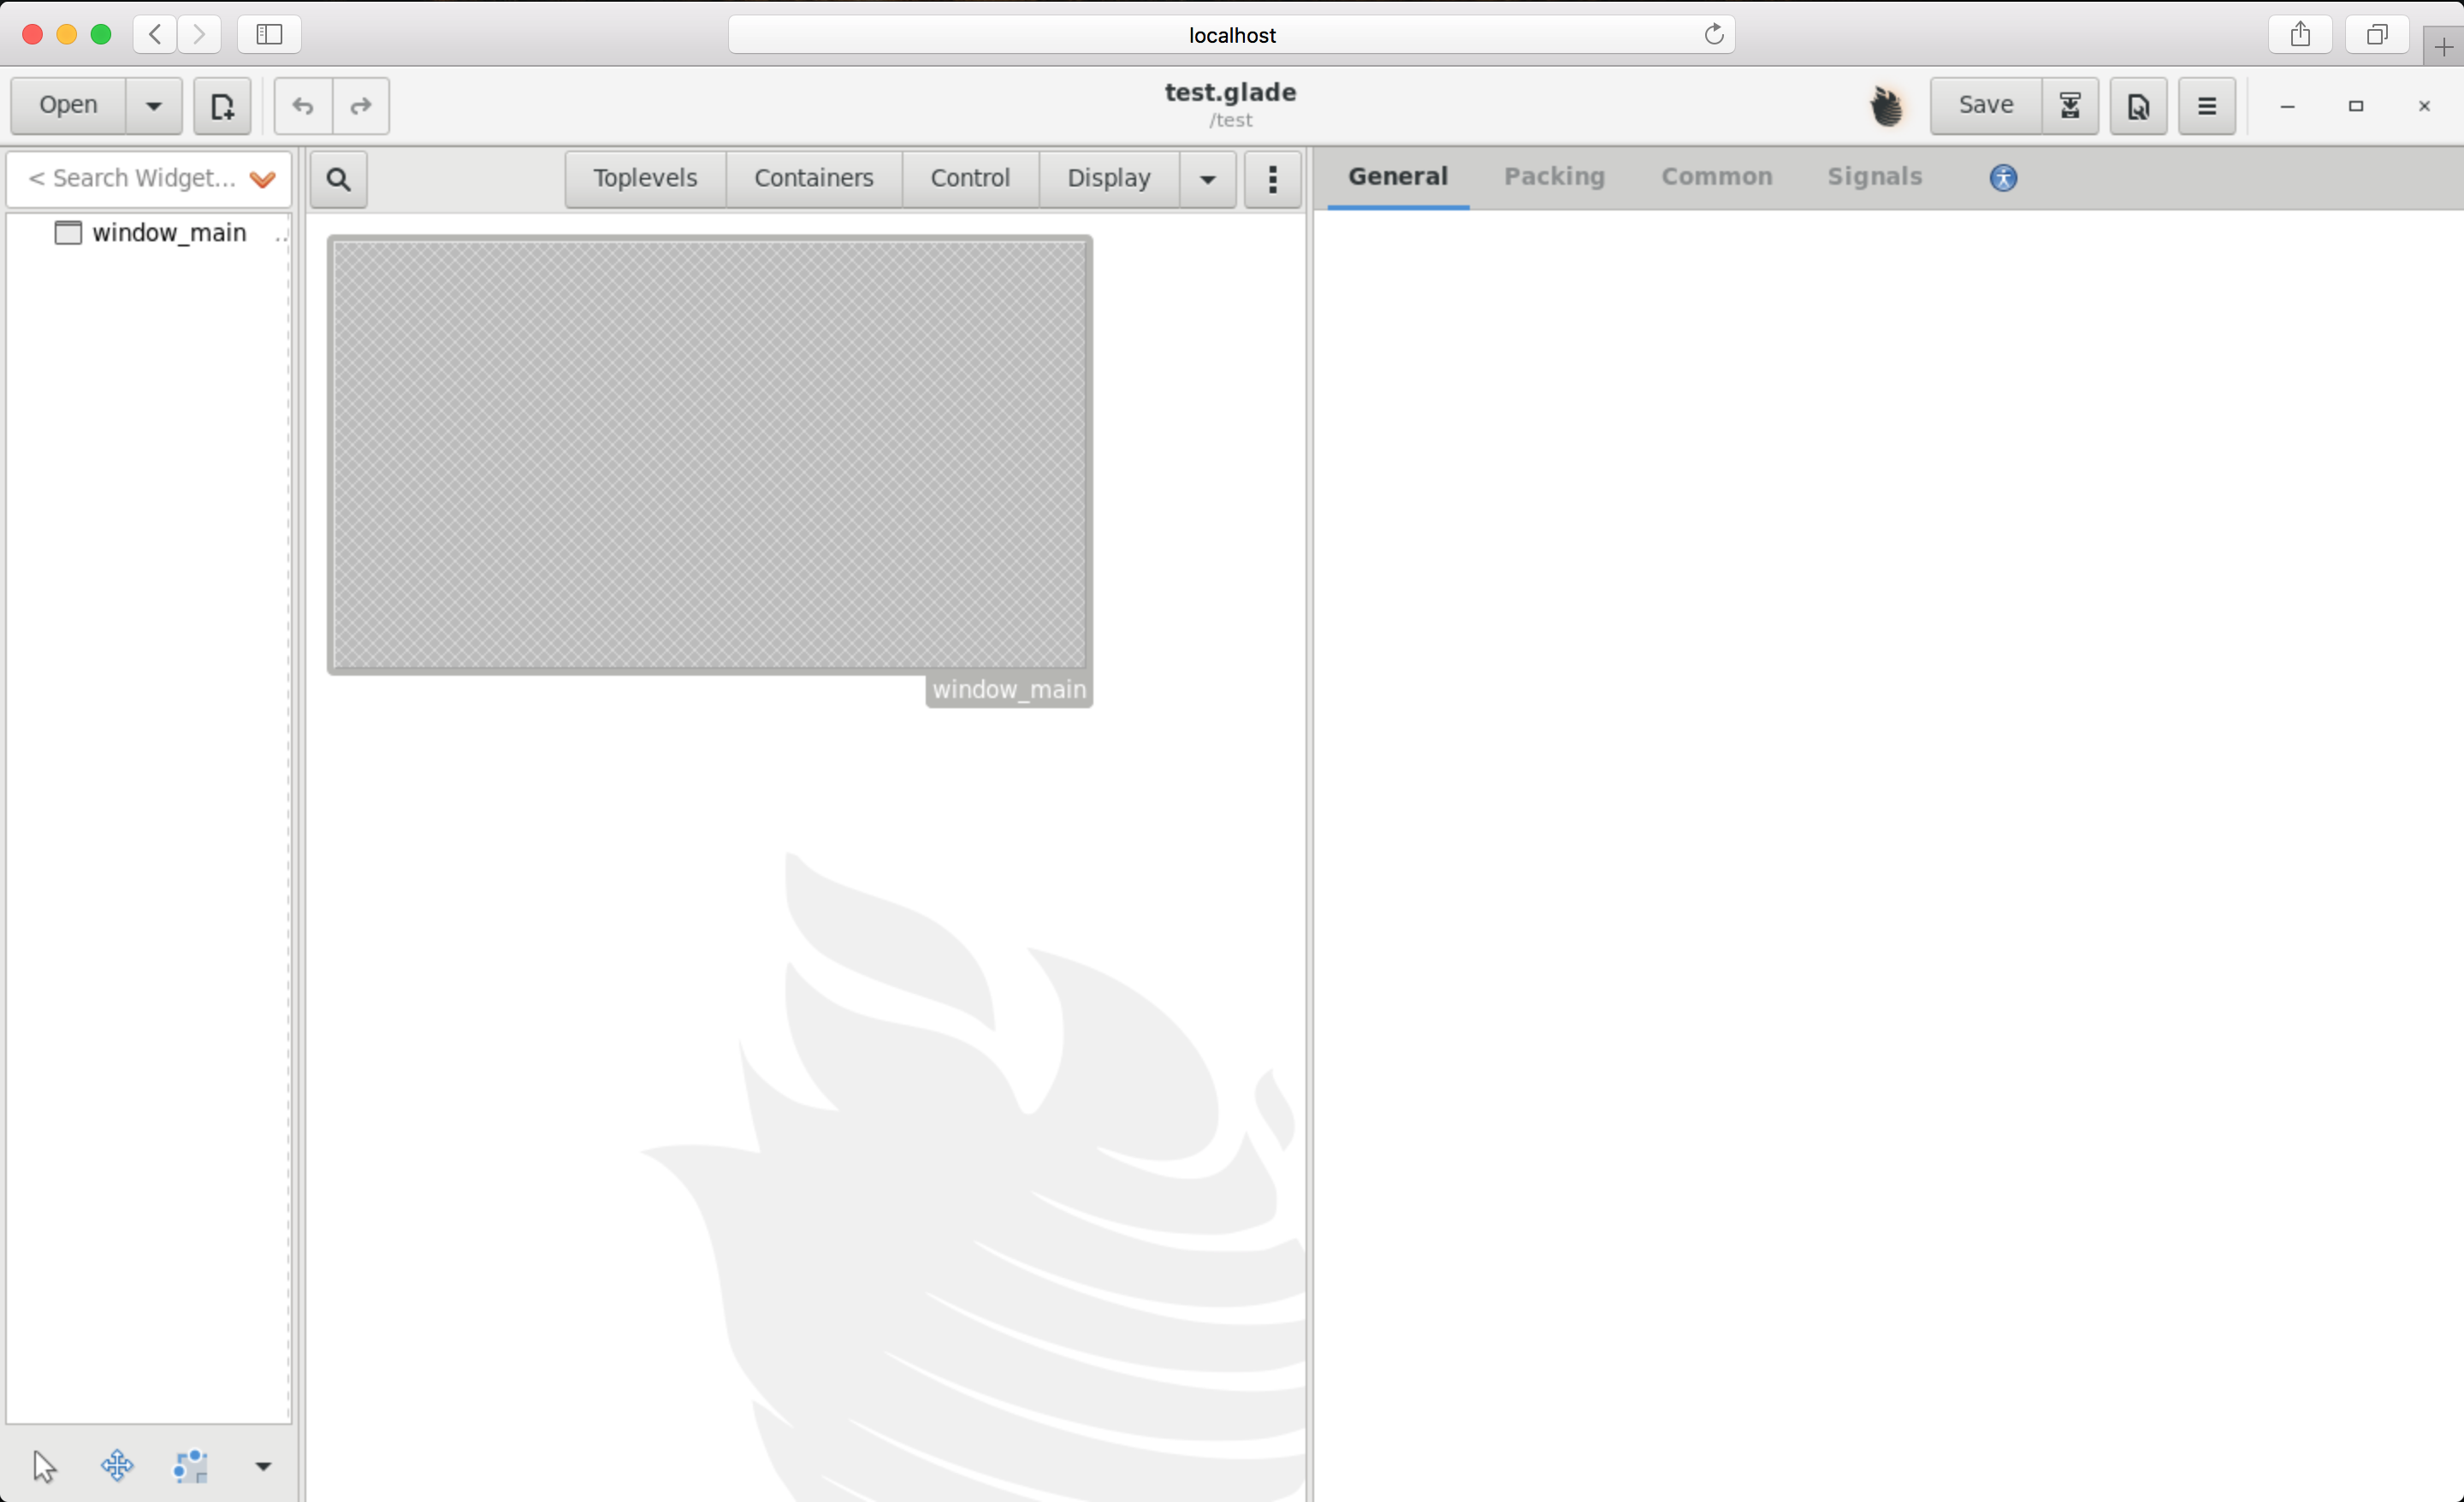 localhost
Open
test.glade
/test
Save
< Search Widget...
Toplevels
Containers
Control
Display
General
Packing
Common
Signals
window_main ..
window_main